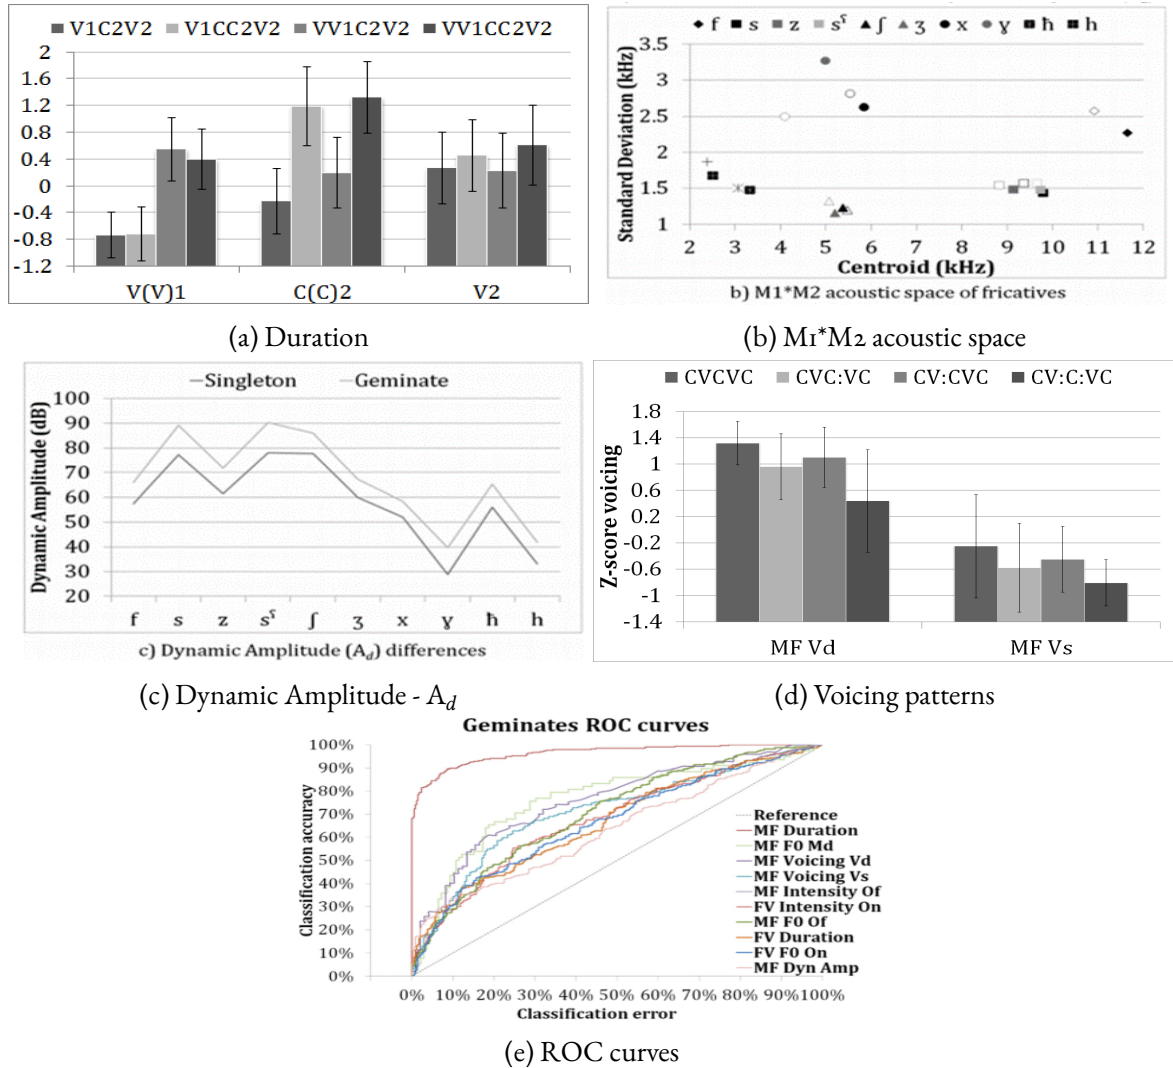 V1C2V2 V1CC2V2 VV1C2V2 VV1CC2V2
2
1.6
1.2
0.8
0.4
0
-0.4
-0.8
-1.2
V(V)1 C(C)2 V2
(a) Duration
f s z sˤ ʃ ʒ x ɣ ħ h
Standard Deviation (kHz)
3.5
3
2.5
2
1.5
1
2 3 4 5 6 7 8 9 10 11 12
Centroid (kHz)
b) M1*M2 acoustic space of fricatives
(b) M1*M2 acoustic space
Singleton Geminate
Dynamic Amplitude (dB)
100
90
80
70
60
50
40
30
20
f s z sˤ ʃ ʒ x ɣ ħ h
c) Dynamic Amplitude (Ad) differences
(c) Dynamic Amplitude - Ad
CVCVC CVC:VC CV:CVC CV:C:VC
Z-score voicing
1.8
1.4
1
0.6
0.2
-0.2
-0.6
-1
-1.4
MF Vd MF Vs
(d) Voicing patterns
Geminates ROC curves
Classification accuracy
100%
90%
80%
70%
60%
50%
40%
30%
20%
10%
0%
Reference
MF Duration
MF F0 Md
MF Voicing Vd
MF Voicing Vs
MF Intensity Of
FV Intensity On
MF F0 Of
FV Duration
FV F0 On
MF Dyn Amp
0% 10% 20% 30% 40% 50% 60% 70% 80% 90% 100%
Classification error
(e) ROC curves